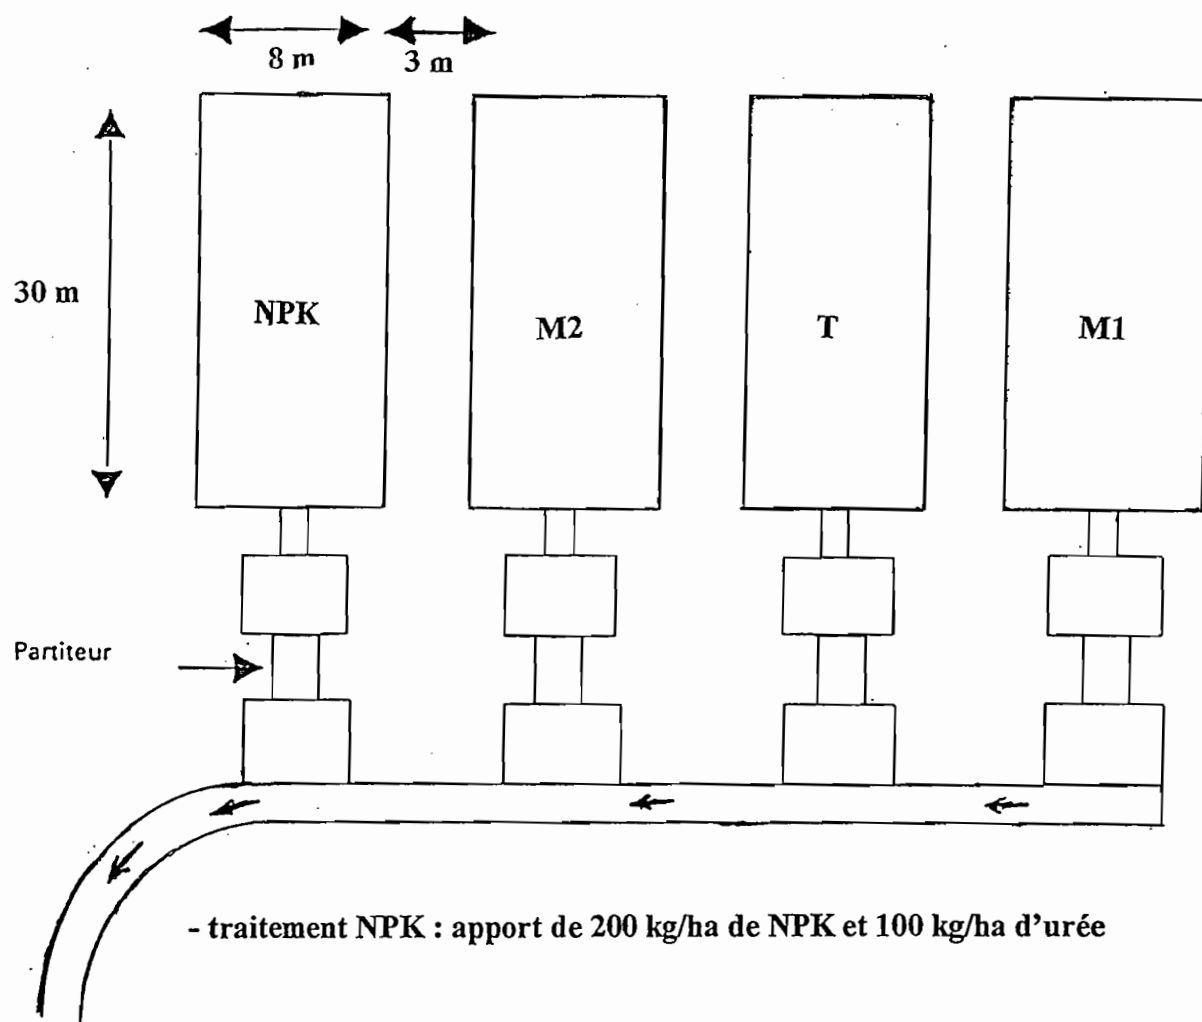 8 m
3 m
30 m
NPK
M2
T
M1
Partiteur
- traitement NPK : apport de 200 kg/ha de NPK et 100 kg/ha d'urée